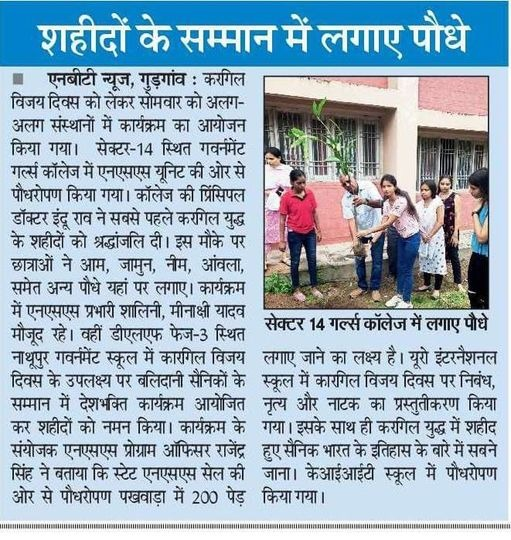 शहीदों के सम्मान में लगाए पौधे
■ एनबीटी न्यूज, गुड़गांव : करगिल
विजय दिवस को लेकर सोमवार को अलग-
अलग संस्थानों में कार्यक्रम का आयोजन
किया गया। सेक्टर-14 स्थित गवर्नमेंट
गर्ल्स कॉलेज में एनएसएस यूनिट की ओर से
पौधरोपण किया गया। कॉलेज की प्रिंसिपल
डॉक्टर इंदू राव ने सबसे पहले करगिल युद्ध
के शहीदों को श्रद्धांजलि दी। इस मौके पर
छात्राओं ने आम, जामुन, नीम, आंवला,
समेत अन्य पौधे यहां पर लगाए। कार्यक्रम
में एनएसएस प्रभारी शालिनी, मीनाक्षी यादव
मौजूद रहे। वहीं डीएलएफ फेज-3 स्थित
नाथूपुर गवर्नमेंट स्कूल में कारगिल विजय
दिवस के उपलक्ष्य पर बलिदानी सैनिकों के
सम्मान में देशभक्ति कार्यक्रम आयोजित
कर शहीदों को नमन किया। कार्यक्रम के
संयोजक एनएसएस प्रोग्राम ऑफिसर राजेंद्र
सिंह ने बताया कि स्टेट एनएसएस सेल की
ओर से पौधरोपण पखवाड़ा में 200 पेड़
सेक्टर 14 गर्ल्स कॉलेज में लगाए पौधे
लगाए जाने का लक्ष्य है। यूरो इंटरनैशनल
स्कूल में कारगिल विजय दिवस पर निबंध,
नृत्य और नाटक का प्रस्तुतीकरण किया
गया। इसके साथ ही करगिल युद्ध में शहीद
हुए सैनिक भारत के इतिहास के बारे में सबने
जाना। केआईआईटी स्कूल में पौधरोपण
किया गया।